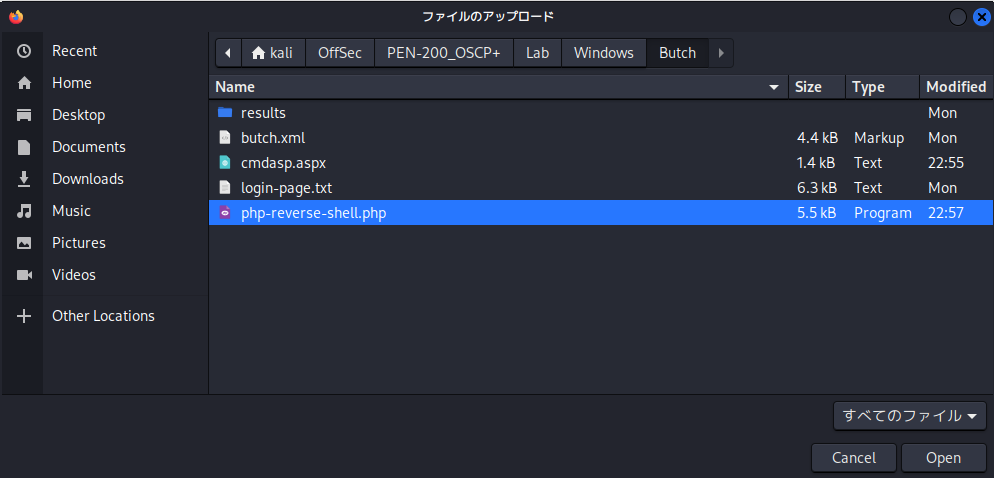 ファイルのアップロード
Recent
Home
Desktop
Documents
Downloads
Music
Pictures
Videos
Other Locations
kali OffSec PEN-200_OSCP+ Lab Windows Butch
Name Size Type Modified
results Mon
butch.xml 4.4 kB Markup Mon
cmdasp.aspx 1.4 kB Text 22:55
login-page.txt 6.3 kB Text Mon
php-reverse-shell.php 5.5 kB Program 22:57
すべてのファイル
Cancel Open